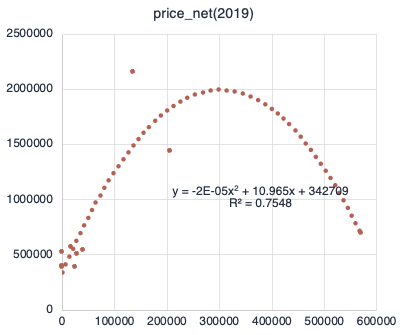 price_net(2019)
2500000
2000000
1500000
1000000
500000
0
y = -2E-05x² + 10.965x + 342709
R² = 0.7548
0 100000 200000 300000 400000 500000 600000